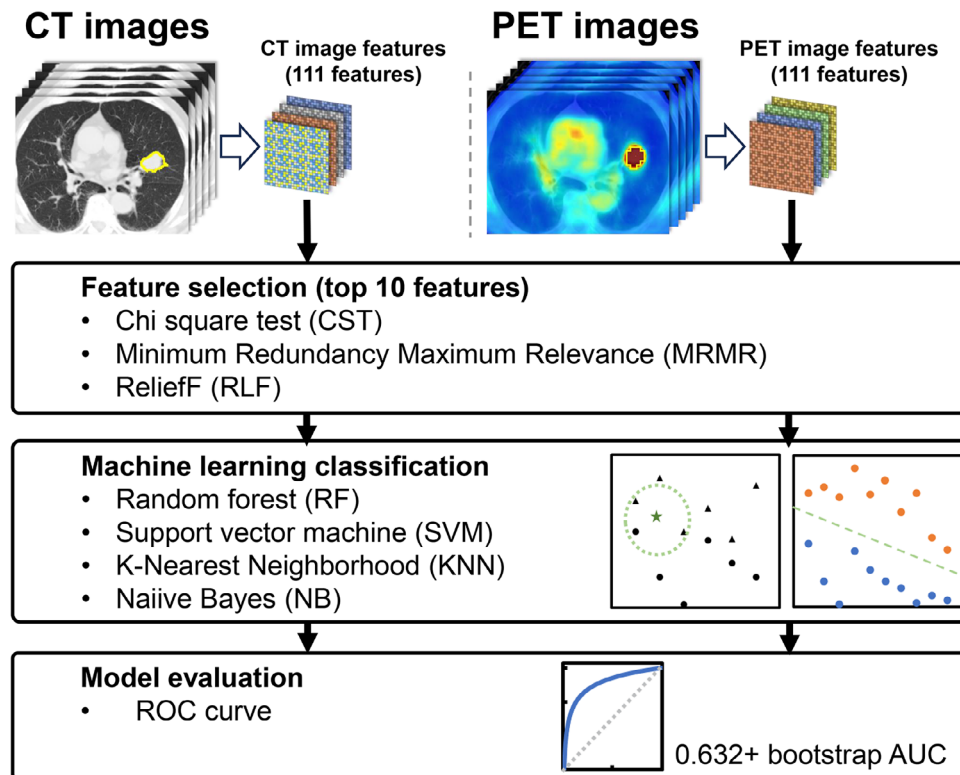 CT images
CT image features
(111 features)
PET images
PET image features
(111 features)
Feature selection (top 10 features)
• Chi square test (CST)
• Minimum Redundancy Maximum Relevance (MRMR)
• ReliefF (RLF)
Machine learning classification
• Random forest (RF)
• Support vector machine (SVM)
• K-Nearest Neighborhood (KNN)
• Naiive Bayes (NB)
Model evaluation
• ROC curve
0.632+ bootstrap AUC